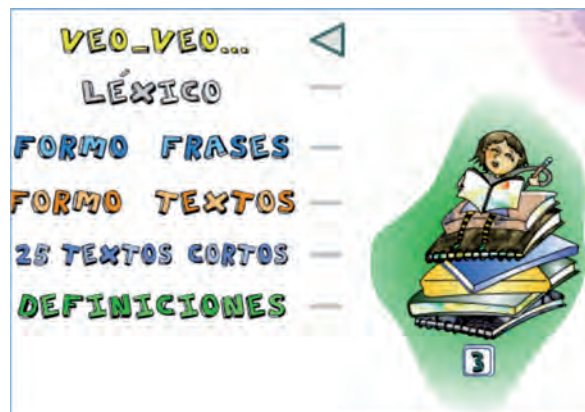 VEO_VEO...
LÉXICO
FORMO FRASES
FORMO TEXTOS
25 TEXTOS CORTOS
DEFINICIONES
3